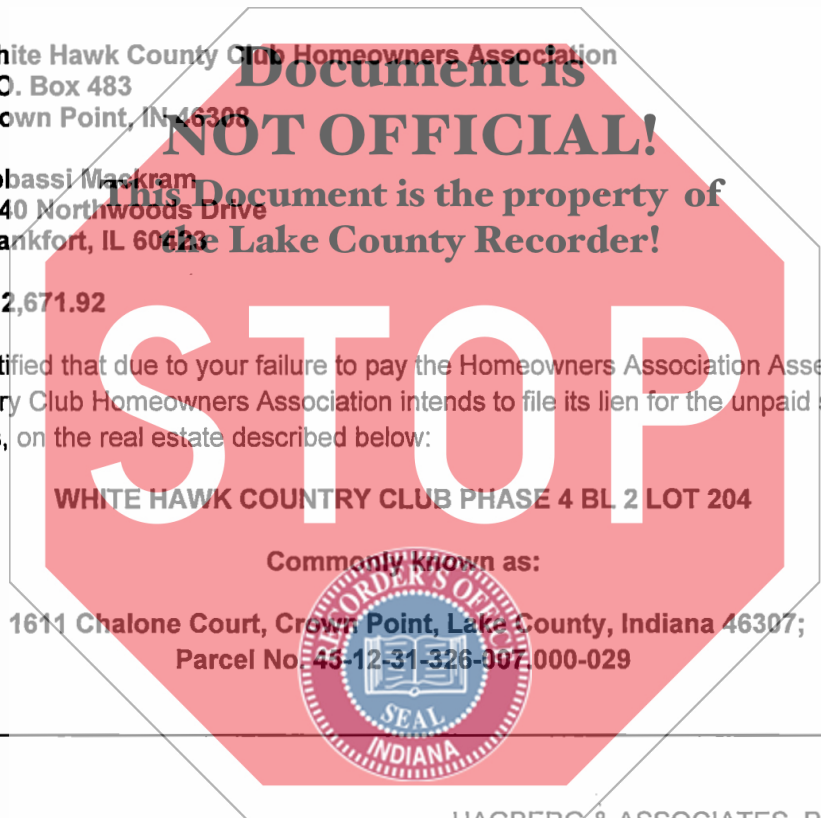 hite Hawk County Club Homeowners Association
O. Box 483
own Point, IN 46308
Document is
NOT OFFICIAL!
This Document is the property of
the Lake County Recorder!
bassi Mackram
40 Northwoods Drive
ankfort, IL 60423
2,671.92
STOP
tified that due to your failure to pay the Homeowners Association Asse
ry Club Homeowners Association intends to file its lien for the unpaid s
, on the real estate described below:
WHITE HAWK COUNTRY CLUB PHASE 4 BL 2 LOT 204
Commonly known as:
1611 Chalone Court, Crown Point, Lake County, Indiana 46307;
Parcel No. 45-12-31-326-007.000-029
RECORDER'S OFFICE
SEAL
INDIANA
& ASSOCIATES, P